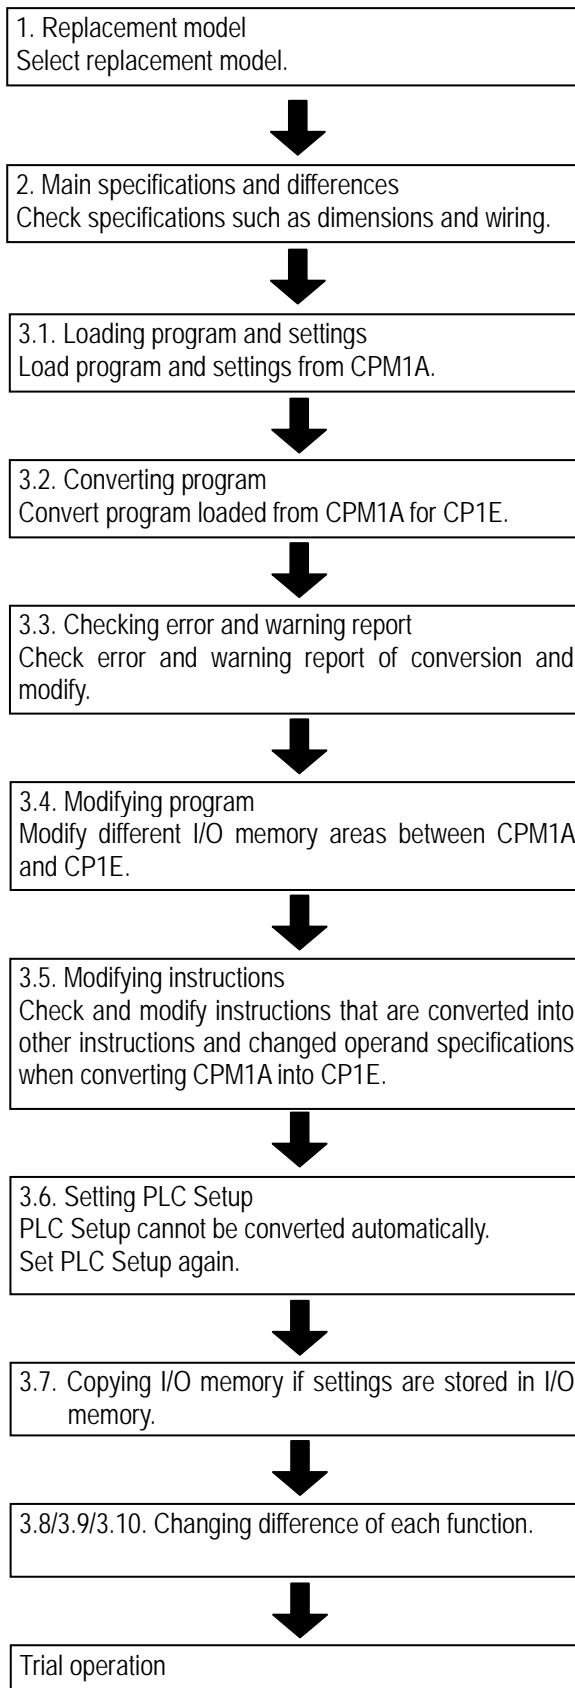 1. Replacement model
Select replacement model.
2. Main specifications and differences
Check specifications such as dimensions and wiring.
3.1. Loading program and settings
Load program and settings from CPM1A.
3.2. Converting program
Convert program loaded from CPM1A for CP1E.
3.3. Checking error and warning report
Check error and warning report of conversion and
modify.
3.4. Modifying program
Modify different I/O memory areas between CPM1A
and CP1E.
3.5. Modifying instructions
Check and modify instructions that are converted into
other instructions and changed operand specifications
when converting CPM1A into CP1E.
3.6. Setting PLC Setup
PLC Setup cannot be converted automatically.
Set PLC Setup again.
3.7. Copying I/O memory if settings are stored in I/O
memory.
3.8/3.9/3.10. Changing difference of each function.
Trial operation